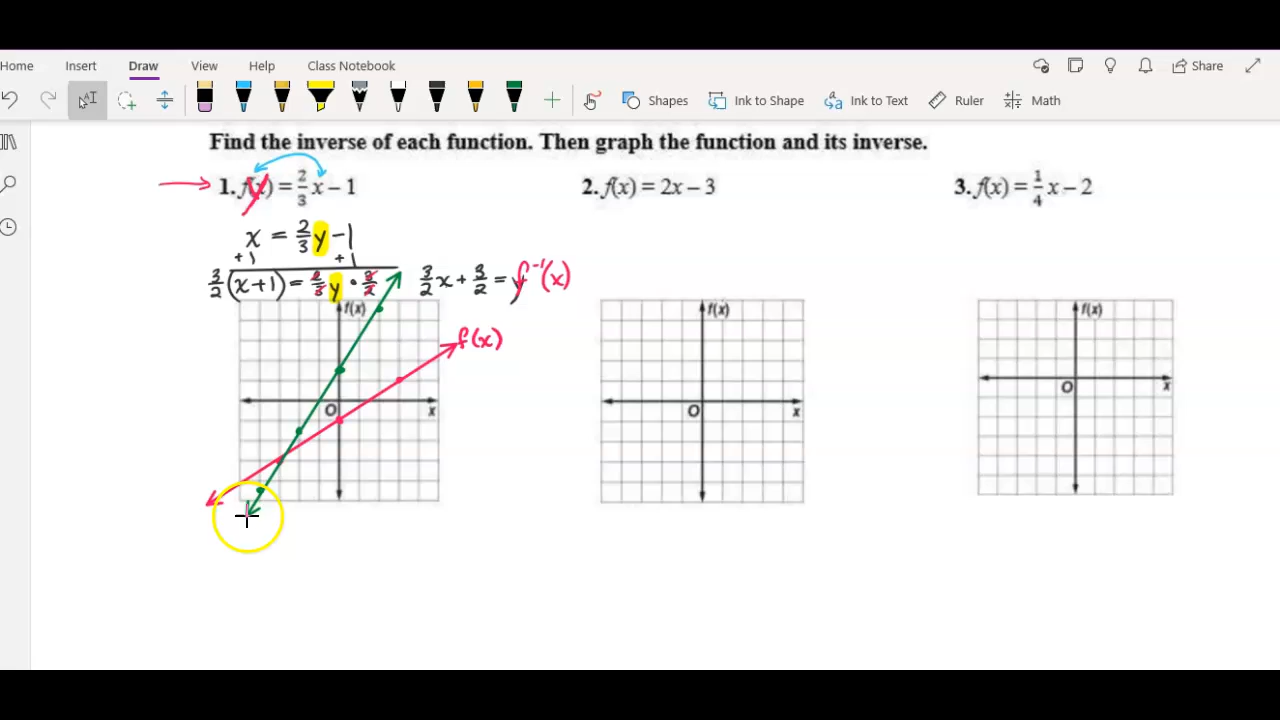 Home Insert Draw View Help Class Notebook Share
Shapes Ink to Shape Ink to Text Ruler Math
Find the inverse of each function. Then graph the function and its inverse.
1. f(x) = 2/3 x – 1 2. f(x) = 2x – 3 3. f(x) = 1/4 x – 2
x = 2/3 y – 1
+1 +1
3/2 (x+1) = 2/3 y • 3/2 3/2 x + 3/2 = y f⁻¹(x)
f(x) f(x) f(x)
f(x)
O x O x O x